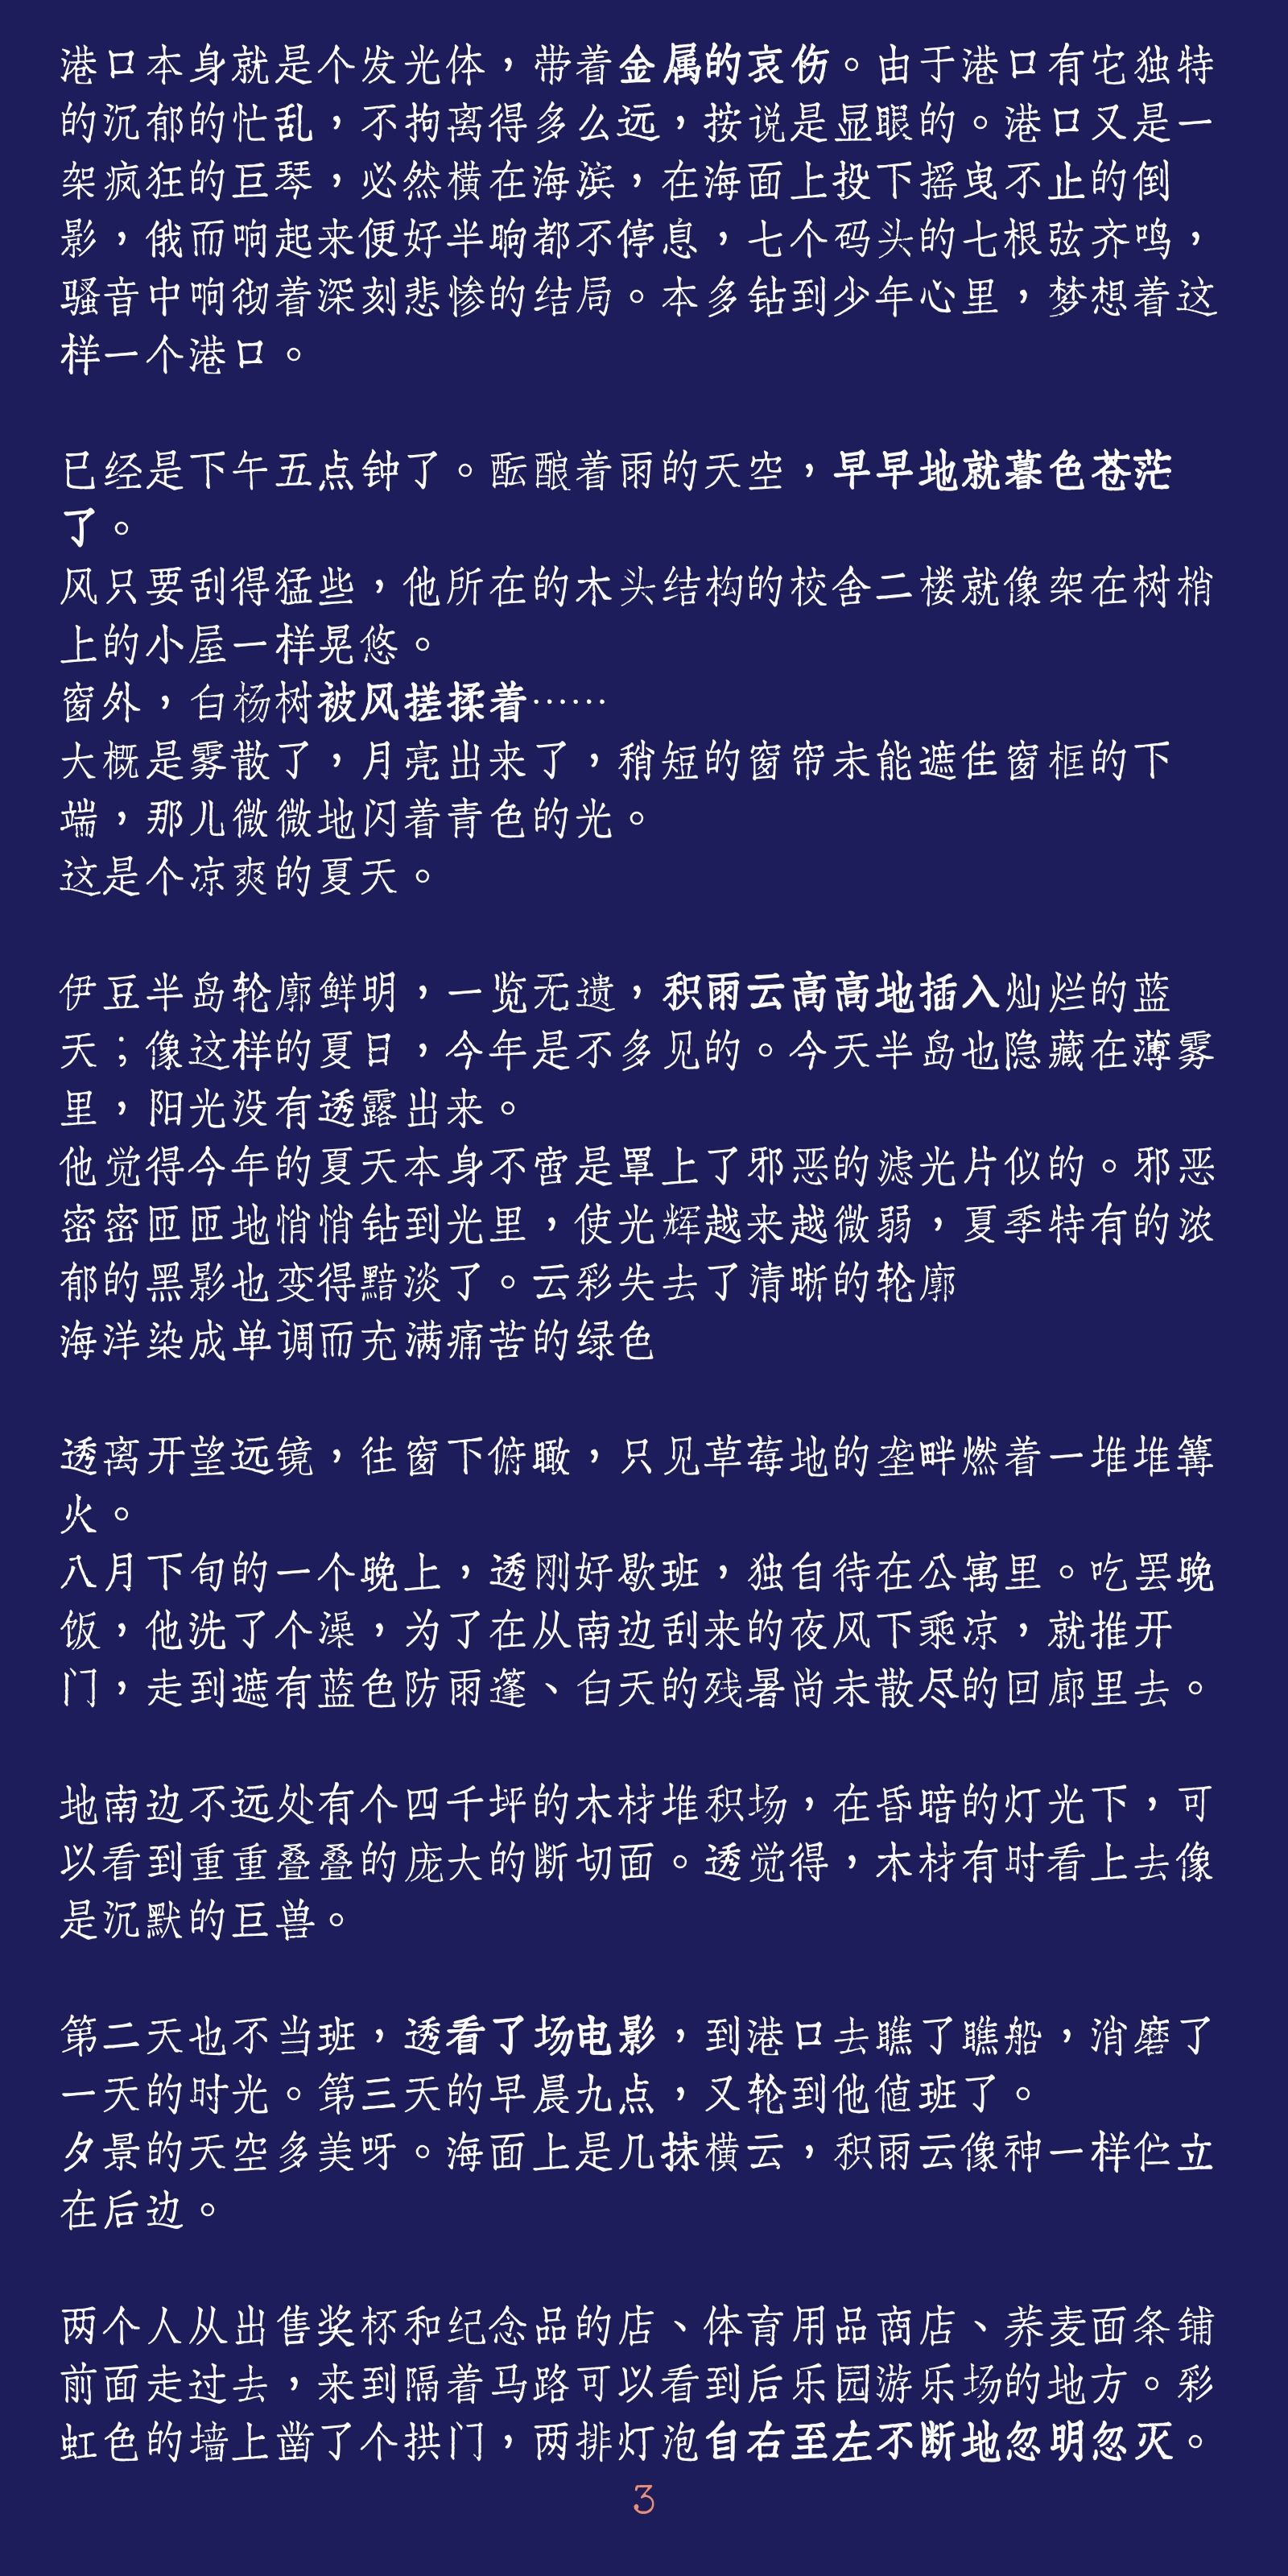 港口本身就是个发光体，带着金属的哀伤。由于港口有它独特
的沉郁的忙乱，不拘离得多么远，按说是显眼的。港口又是一
架疯狂的巨琴，必然横在海滨，在海面上投下摇曳不止的倒
影，俄而响起来便好半晌都不停息，七个码头的七根弦齐鸣，
骚音中响彻着深刻悲惨的结局。本多钻到少年心里，梦想着这
样一个港口。
已经是下午五点钟了。酝酿着雨的天空，早早地就暮色苍茫
了。
风只要刮得猛些，他所在的木头结构的校舍二楼就像架在树梢
上的小屋一样晃悠。
窗外，白杨树被风搓揉着……
大概是雾散了，月亮出来了，稍短的窗帘未能遮住窗框的下
端，那儿微微地闪着青色的光。
这是个凉爽的夏天。
伊豆半岛轮廓鲜明，一览无遗，积雨云高高地插入灿烂的蓝
天；像这样的夏日，今年是不多见的。今天半岛也隐藏在薄雾
里，阳光没有透露出来。
他觉得今年的夏天本身不啻是罩上了邪恶的滤光片似的。邪恶
密密匝匝地悄悄钻到光里，使光辉越来越微弱，夏季特有的浓
郁的黑影也变得黯淡了。云彩失去了清晰的轮廓
海洋染成单调而充满痛苦的绿色
透离开望远镜，往窗下俯瞰，只见草莓地的垄畔燃着一堆堆篝
火。
八月下旬的一个晚上，透刚好歇班，独自待在公寓里。吃罢晚
饭，他洗了个澡，为了在从南边刮来的夜风下乘凉，就推开
门，走到遮有蓝色防雨篷、白天的残暑尚未散尽的回廊里去。
地南边不远处有个四千坪的木材堆积场，在昏暗的灯光下，可
以看到重重叠叠的庞大的断切面。透觉得，木材有时看上去像
是沉默的巨兽。
第二天也不当班，透看了场电影，到港口去瞧了瞧船，消磨了
一天的时光。第三天的早晨九点，又轮到他值班了。
夕景的天空多美呀。海面上是几抹横云，积雨云像神一样伫立
在后边。
两个人从出售奖杯和纪念品的店、体育用品商店、荞麦面条铺
前面走过去，来到隔着马路可以看到后乐园游乐场的地方。彩
虹色的墙上凿了个拱门，两排灯泡自右至左不断地忽明忽灭。
3